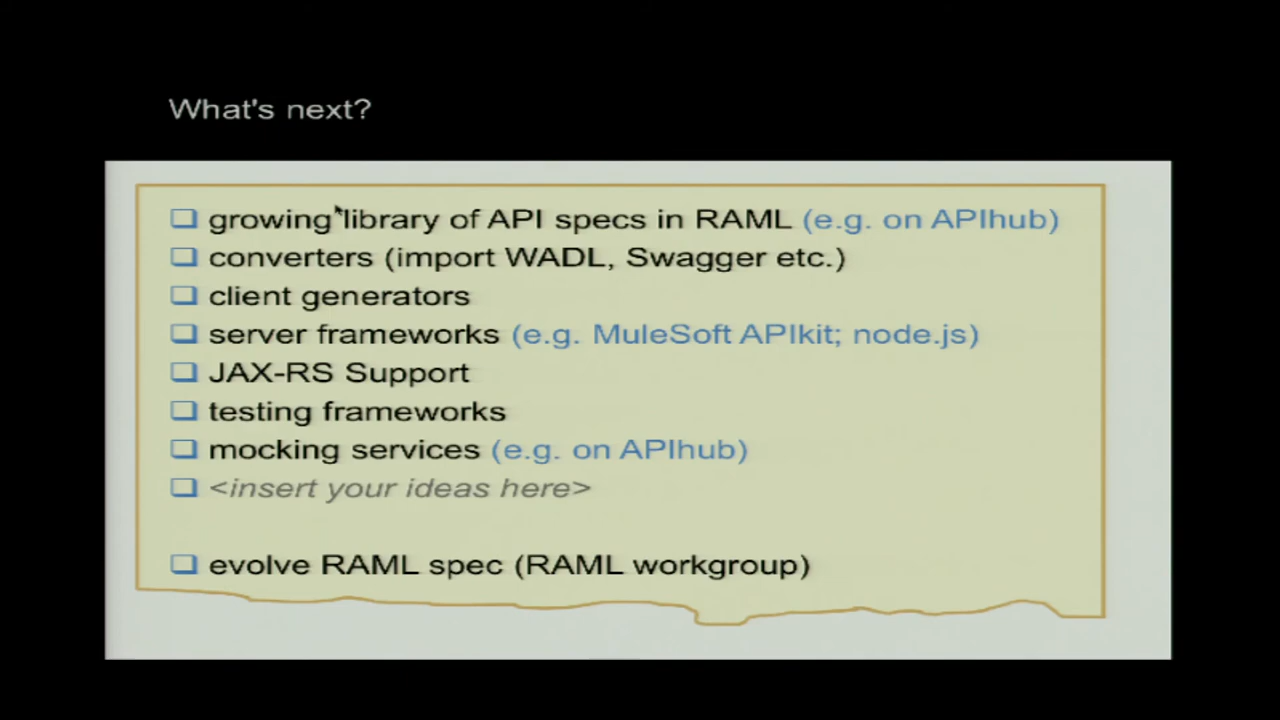 What's next?
growing library of API specs in RAML (e.g. on APIhub)
converters (import WADL, Swagger etc.)
client generators
server frameworks (e.g. MuleSoft APIkit; node.js)
JAX-RS Support
testing frameworks
mocking services (e.g. on APIhub)
<insert your ideas here>
evolve RAML spec (RAML workgroup)